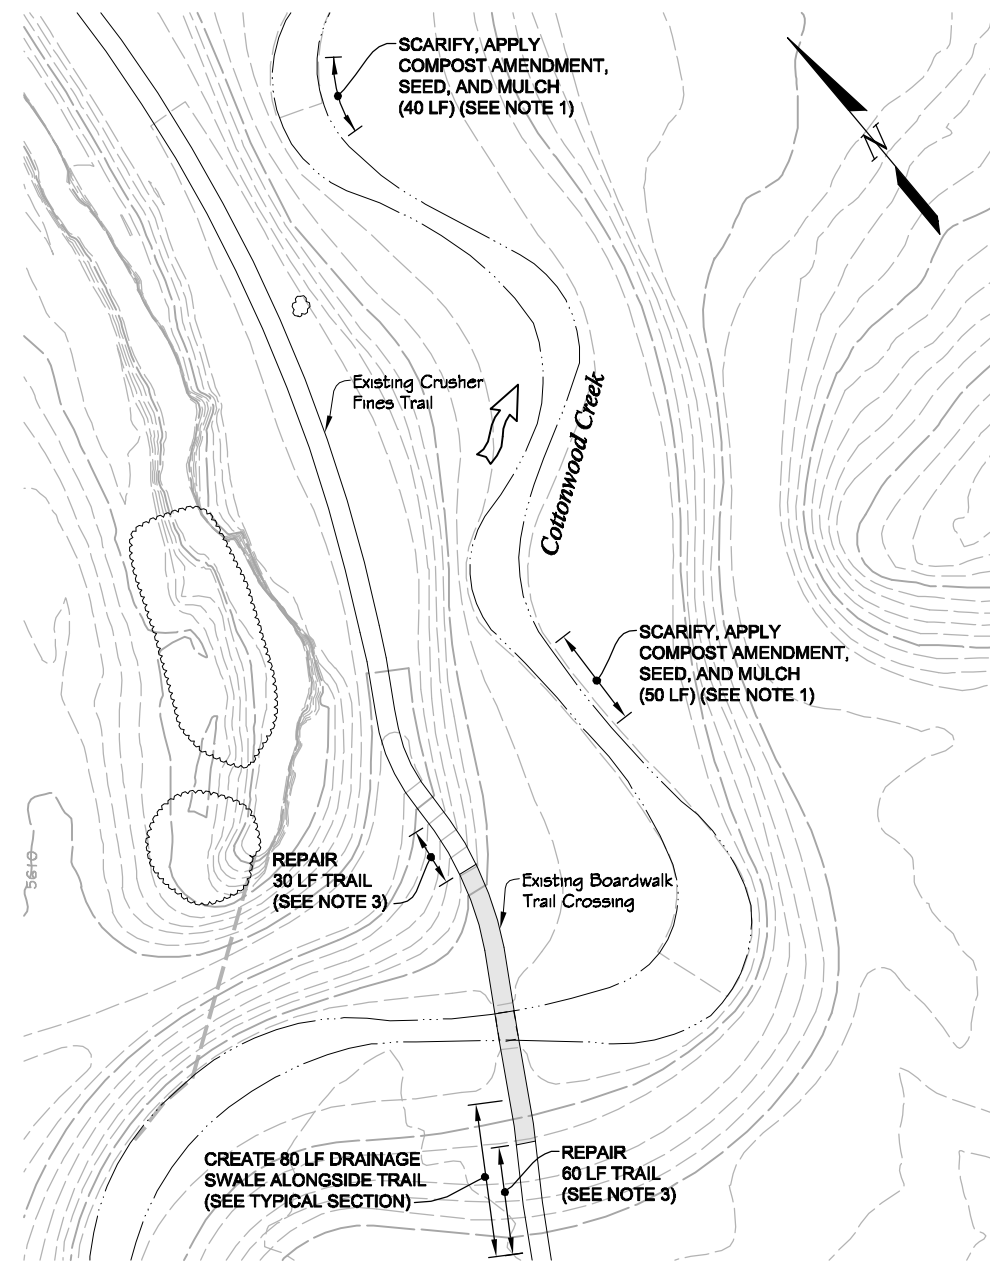 SCARIFY, APPLY
COMPOST AMENDMENT,
SEED, AND MULCH
(40 LF) (SEE NOTE 1)
N
Existing Crusher
Fines Trail
Cottonwood Creek
SCARIFY, APPLY
COMPOST AMENDMENT,
SEED, AND MULCH
(50 LF) (SEE NOTE 1)
5610
REPAIR
30 LF TRAIL
(SEE NOTE 3)
Existing Boardwalk
Trail Crossing
CREATE 80 LF DRAINAGE
SWALE ALONGSIDE TRAIL
(SEE TYPICAL SECTION)
REPAIR
60 LF TRAIL
(SEE NOTE 3)